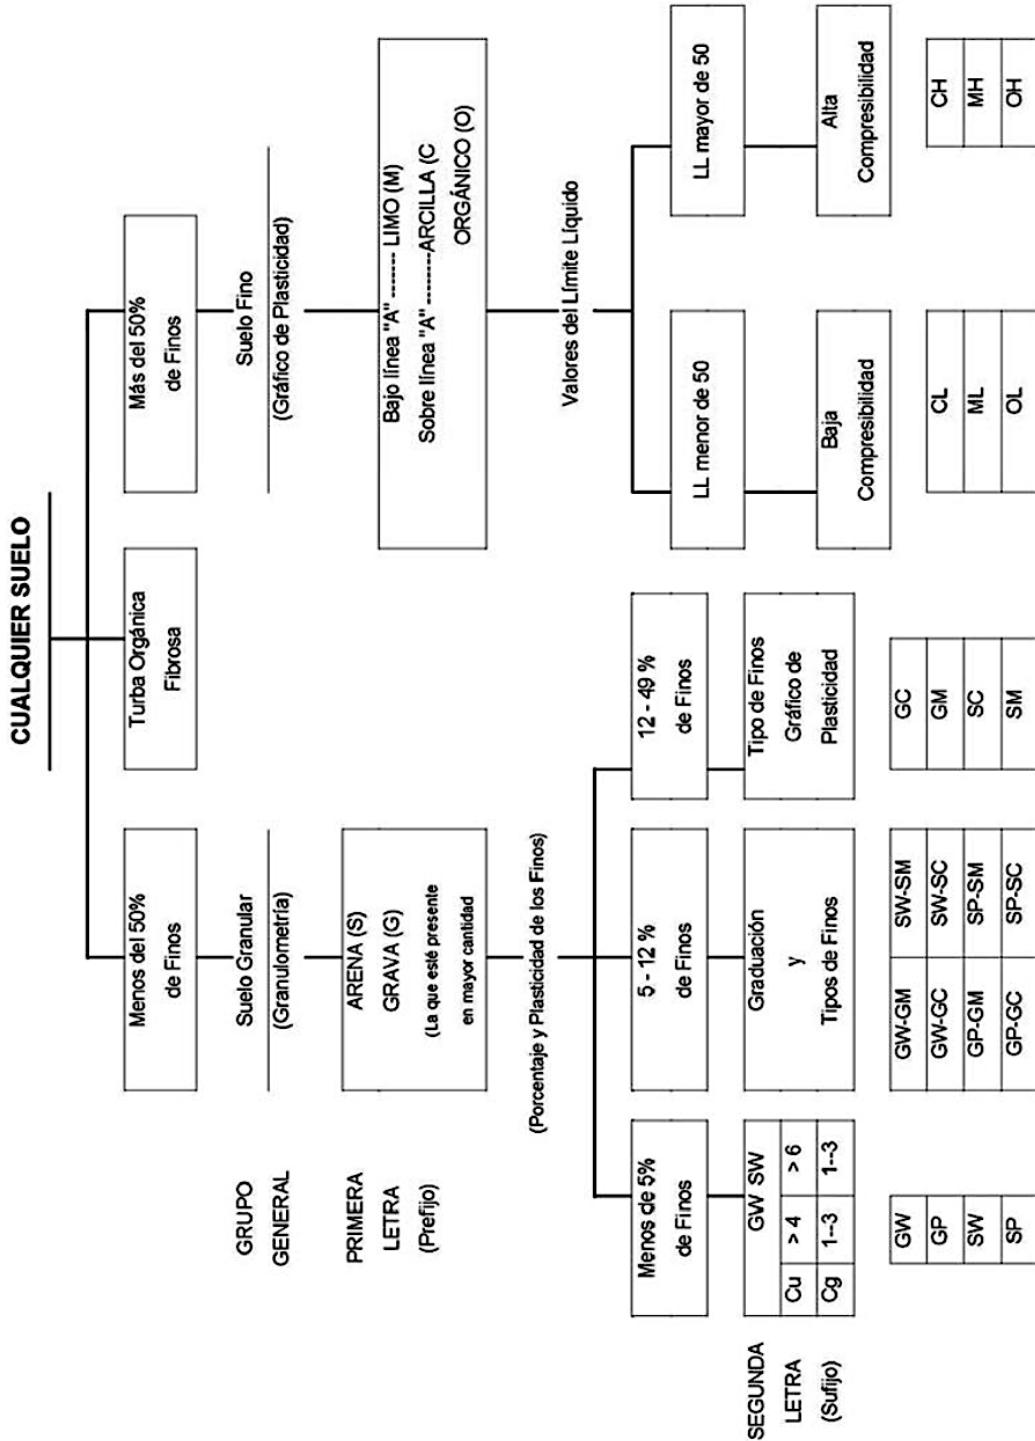 CUALQUIER SUELO
Menos del 50%
de Finos
Turba Orgánica
Fibrosa
Más del 50%
de Finos
GRUPO
GENERAL
Suelo Granular
(Granulometría)
Suelo Fino
(Gráfico de Plasticidad)
PRIMERA
LETRA
(Prefijo)
ARENA (S)
GRAVA (G)
(La que esté presente
en mayor cantidad
Bajo línea "A" ------- LIMO (M)
Sobre línea "A" --------ARCILLA (C
ORGÁNICO (O)
(Porcentaje y Plasticidad de los Finos)
Valores del Límite Líquido
Menos de 5%
de Finos
5 - 12 %
de Finos
12 - 49 %
de Finos
LL menor de 50
LL mayor de 50
SEGUNDA
LETRA
(Sufijo)
GW SW
Cu > 4 > 6
Cg 1--3 1--3
Graduación
y
Tipos de Finos
Tipo de Finos
Gráfico de
Plasticidad
Baja
Compresibilidad
Alta
Compresibilidad
GW
GP
SW
SP
GW-GM SW-SM
GW-GC SW-SC
GP-GM SP-SM
GP-GC SP-SC
GC
GM
SC
SM
CL
ML
OL
CH
MH
OH